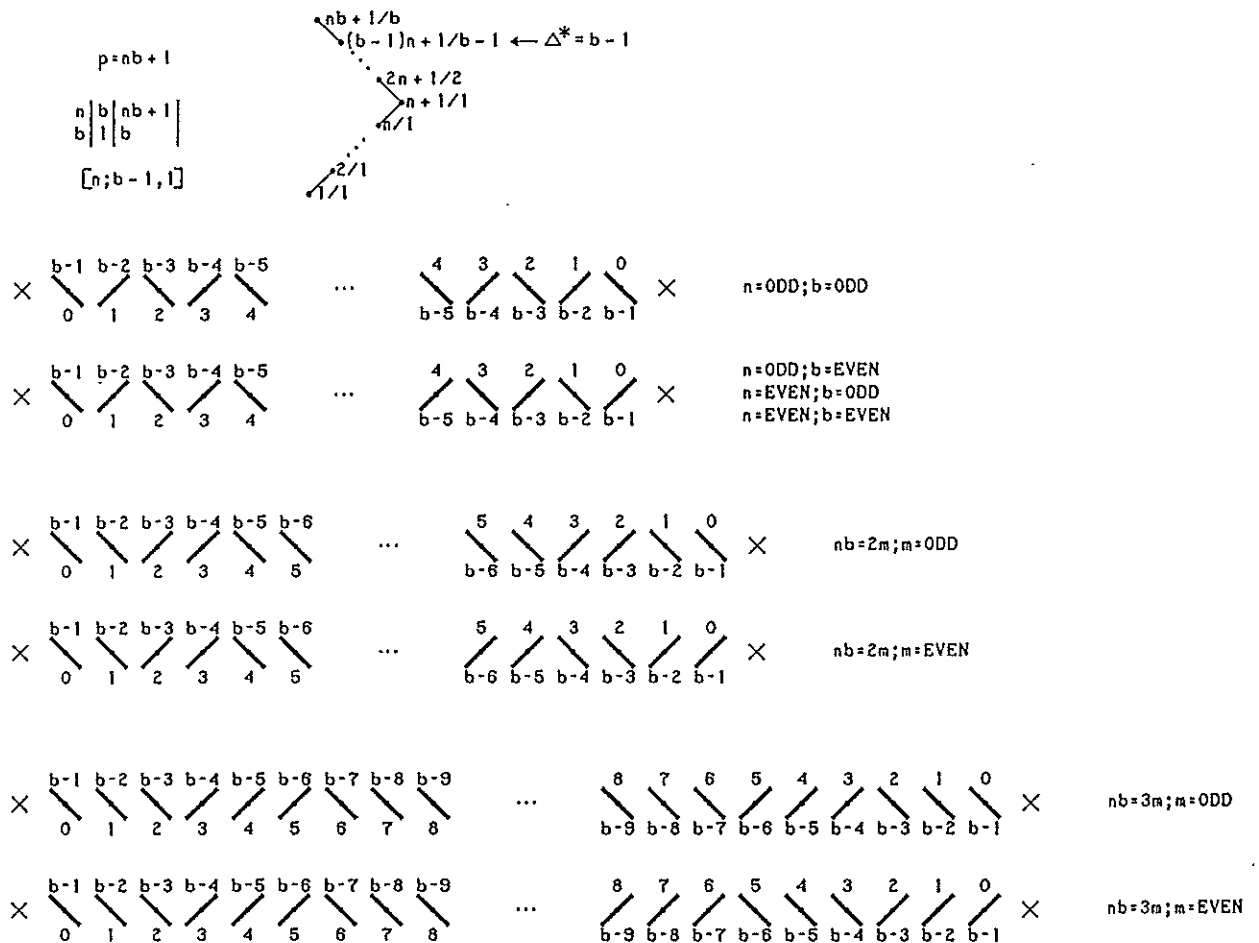 nb+1/b
(b-1)n+1/b-1 ← Δ*=b-1
p=nb+1
2n+1/2
n+1/1
n b nb+1
n/1
b 1 b
2/1
[n;b-1,1]
1/1
b-1 b-2 b-3 b-4 b-5 4 3 2 1 0
× ... × n=ODD;b=ODD
0 1 2 3 4 b-5 b-4 b-3 b-2 b-1
b-1 b-2 b-3 b-4 b-5 4 3 2 1 0
n=ODD;b=EVEN
× ... × n=EVEN;b=ODD
n=EVEN;b=EVEN
0 1 2 3 4 b-5 b-4 b-3 b-2 b-1
b-1 b-2 b-3 b-4 b-5 b-6 5 4 3 2 1 0
× ... × nb=2m;m=ODD
0 1 2 3 4 5 b-6 b-5 b-4 b-3 b-2 b-1
b-1 b-2 b-3 b-4 b-5 b-6 5 4 3 2 1 0
× ... × nb=2m;m=EVEN
0 1 2 3 4 5 b-6 b-5 b-4 b-3 b-2 b-1
b-1 b-2 b-3 b-4 b-5 b-6 b-7 b-8 b-9 8 7 6 5 4 3 2 1 0
× ... × nb=3m;m=ODD
0 1 2 3 4 5 6 7 8 b-9 b-8 b-7 b-6 b-5 b-4 b-3 b-2 b-1
b-1 b-2 b-3 b-4 b-5 b-6 b-7 b-8 b-9 8 7 6 5 4 3 2 1 0
× ... × nb=3m;m=EVEN
0 1 2 3 4 5 6 7 8 b-9 b-8 b-7 b-6 b-5 b-4 b-3 b-2 b-1